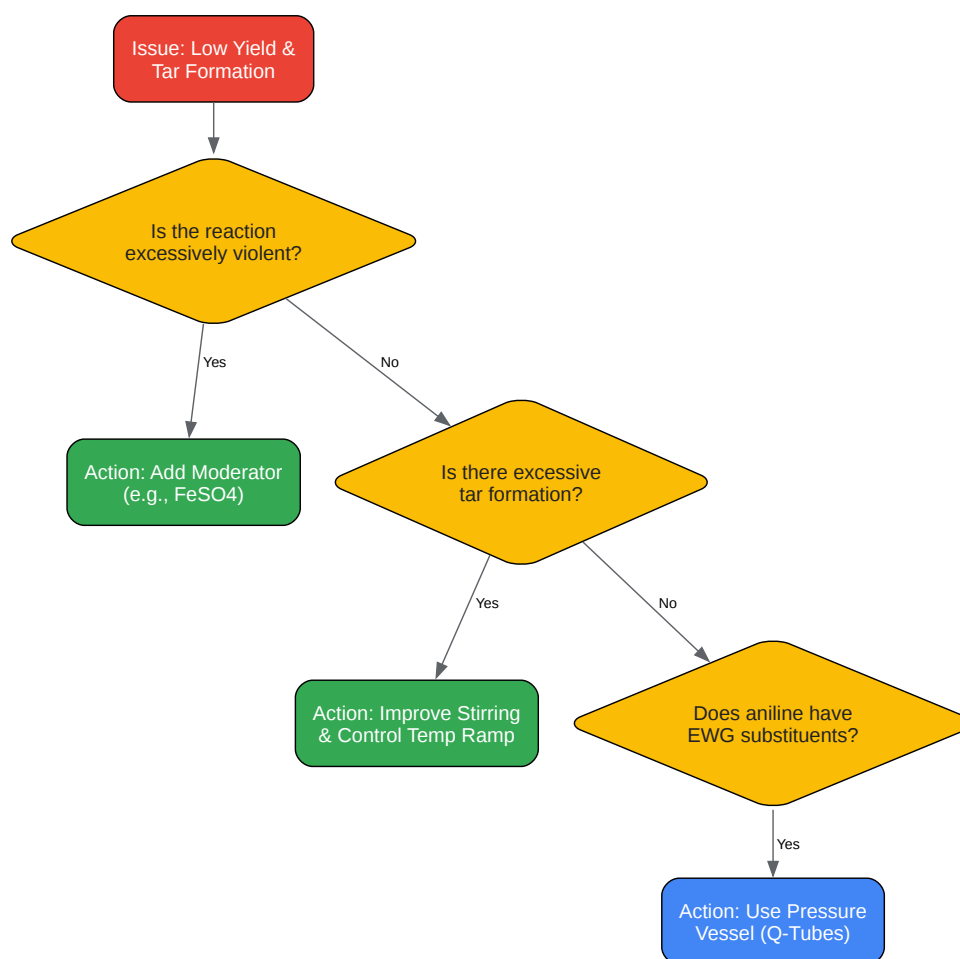 Issue: Low Yield &
Tar Formation
Is the reaction
excessively violent?
Yes
No
Action: Add Moderator
(e.g., FeSO4)
Is there excessive
tar formation?
Yes
No
Action: Improve Stirring
& Control Temp Ramp
Does aniline have
EWG substituents?
Yes
Action: Use Pressure
Vessel (Q-Tubes)